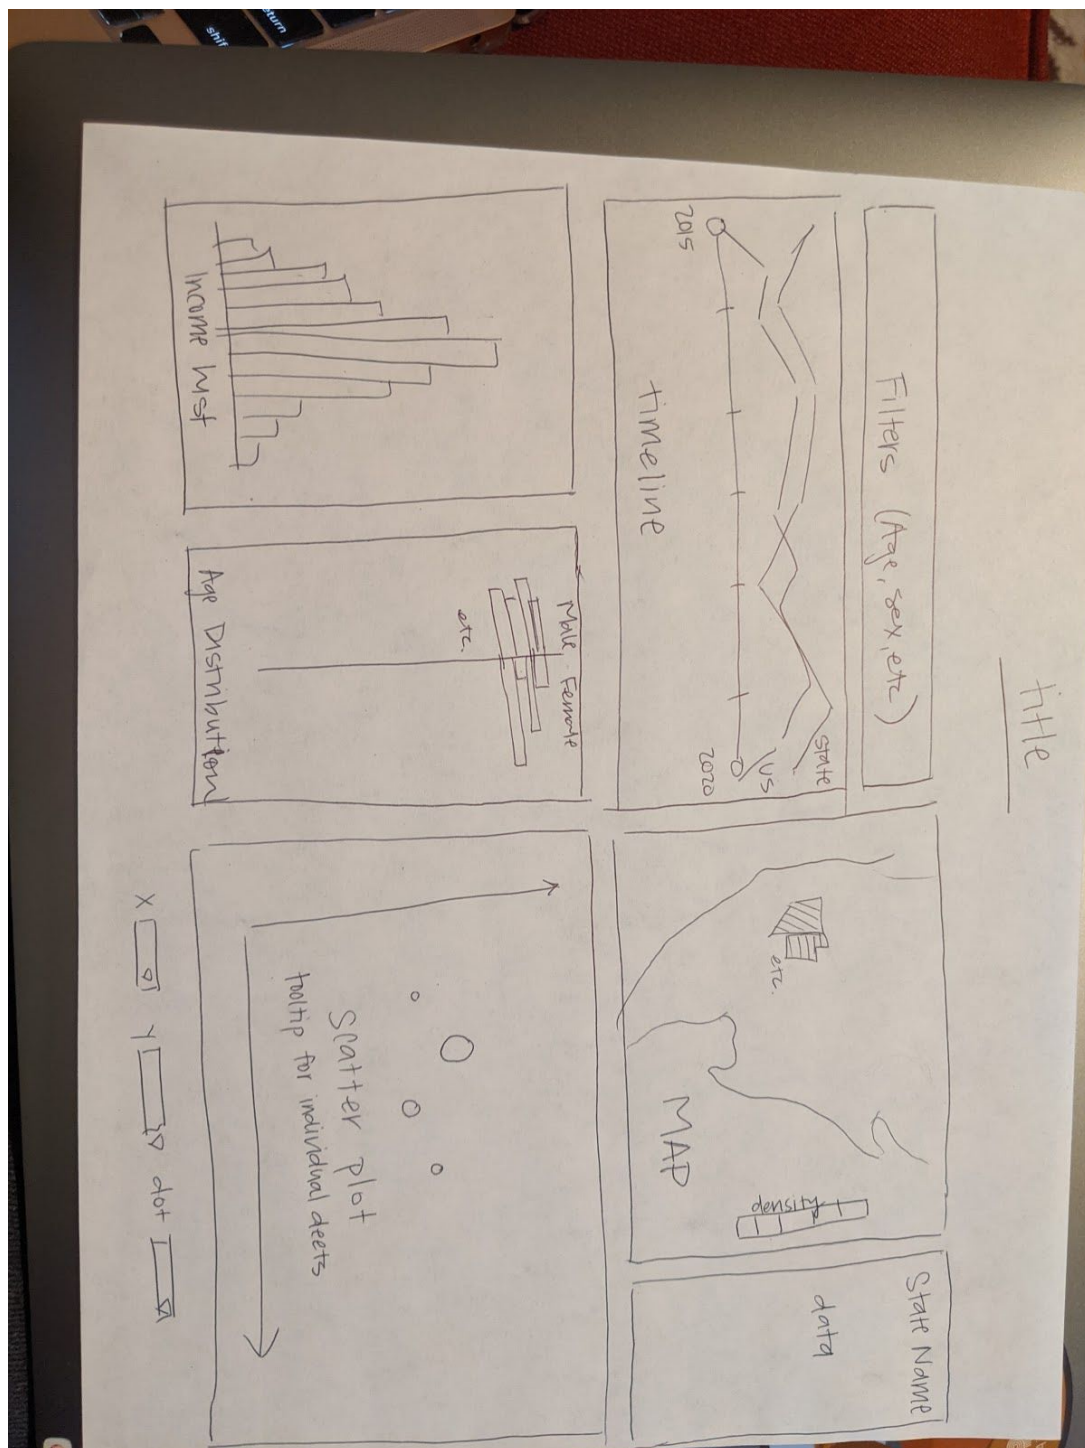 title
Filters (Age, sex, etc)
State
US
2015
2020
timeline
etc.
MAP
density
State Name
data
Income hist
Male Female
etc.
Age Distribution
Scatter plot
tooltip for individual deets
X
Y
dot
return
shift